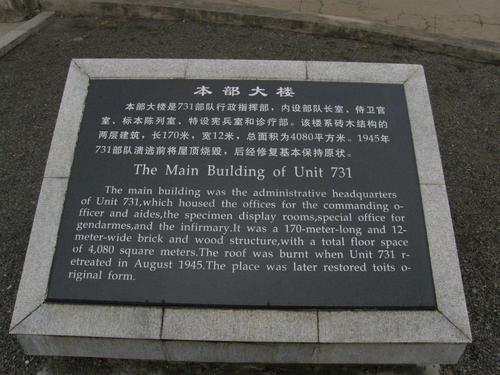 本部大楼
本部大楼是731部队行政指挥部，内设部队长室、侍卫官
室，标本陈列室、特设宪兵室和诊疗部。该楼系砖木结构的
两层建筑，长170米，宽12米，总面积为4080平方米。1945年
731部队溃逃前将屋顶烧毁，后经修复基本保持原状。
The Main Building of Unit 731
The main building was the administrative headquarters
of Unit 731,which housed the offices for the commanding o-
fficer and aides,the specimen display rooms,special office for
gendarmes,and the infirmary.It was a 170-meter-long and 12-
meter-wide brick and wood structure,with a total floor space
of 4,080 square meters.The roof was burnt when Unit 731 r-
etreated in August 1945.The place was later restored toits o-
riginal form.